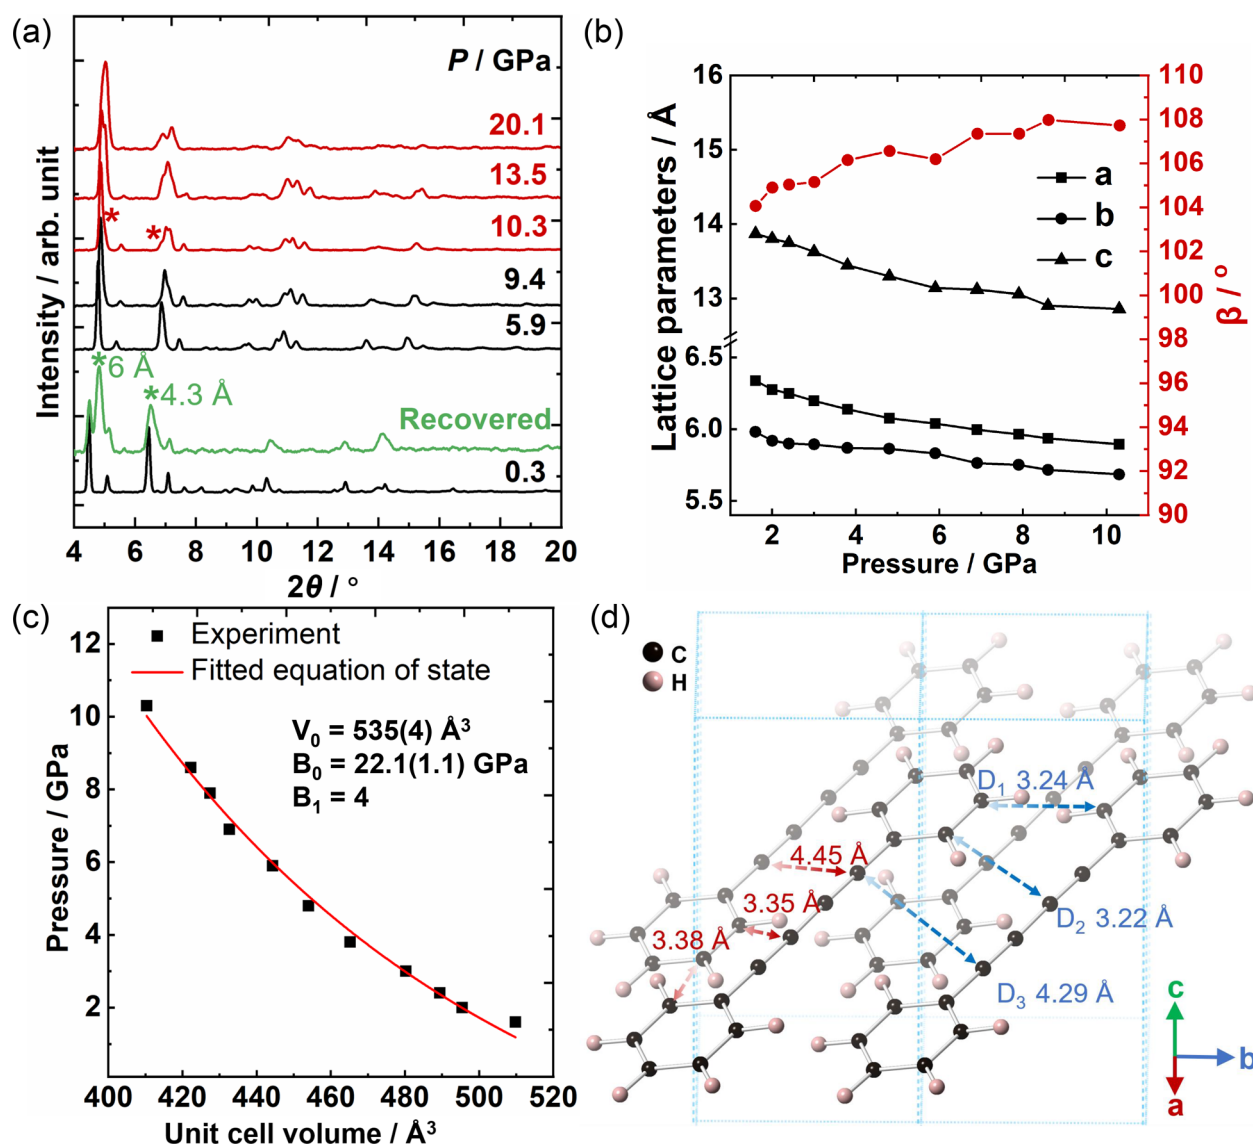 (a)
P / GPa
20.1
13.5
*
*
10.3
9.4
5.9
*6 Å
*4.3 Å
Recovered
0.3
Intensity / arb. unit
4 6 8 10 12 14 16 18 20
2θ / °
(b)
16
15
14
13
6.5
6.0
5.5
Lattice parameters / Å
a
b
c
110
108
106
104
102
100
98
96
94
92
90
β / °
2 4 6 8 10
Pressure / GPa
(c)
Experiment
Fitted equation of state
V₀ = 535(4) Å³
B₀ = 22.1(1.1) GPa
B₁ = 4
12
10
8
6
4
2
Pressure / GPa
400 420 440 460 480 500 520
Unit cell volume / Å³
(d)
C
H
D₁ 3.24 Å
4.45 Å
3.35 Å
D₂ 3.22 Å
3.38 Å
D₃ 4.29 Å
c
b
a